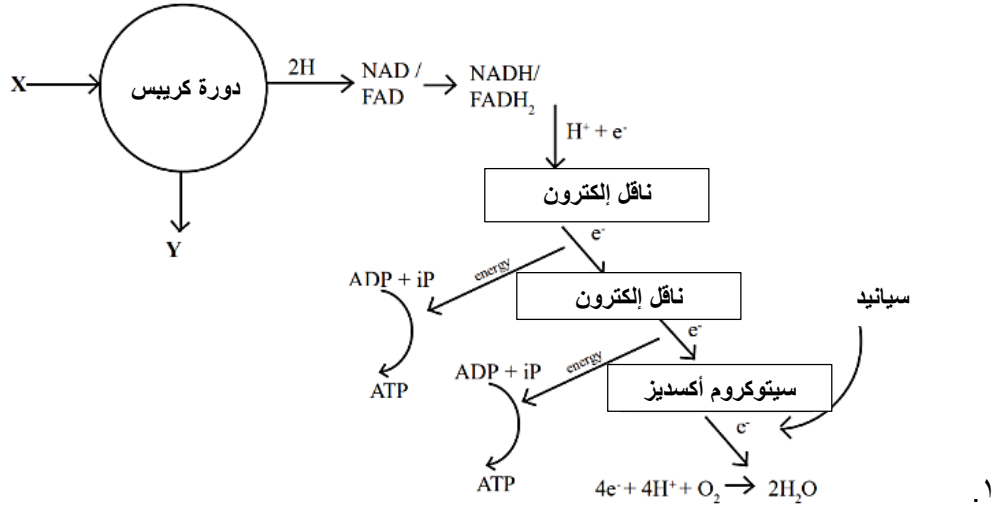 X
دورة كريبس
2H
NAD /
FAD
NADH/
FADH₂
Y
H⁺ + e⁻
ناقل إلكترون
e⁻
energy
ADP + iP
ATP
ناقل إلكترون
سيانيد
e⁻
energy
ADP + iP
ATP
سيتوكروم أكسديز
e⁻
4e⁻ + 4H⁺ + O₂ → 2H₂O
١.